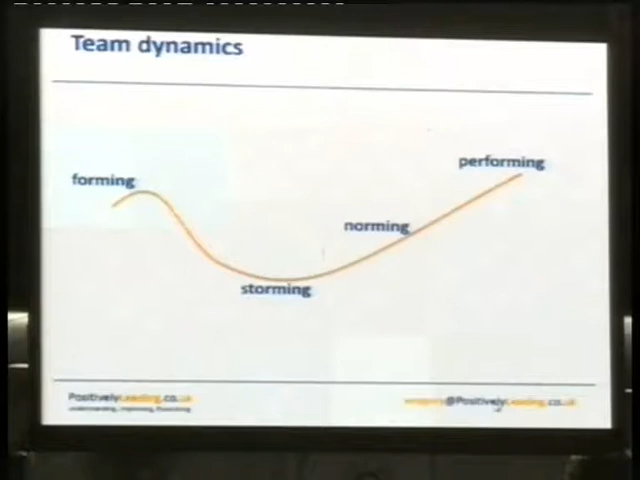 Team dynamics
performing
forming
norming
storming
PositivelyLeading.co.uk
@PositivelyLeading.co.uk